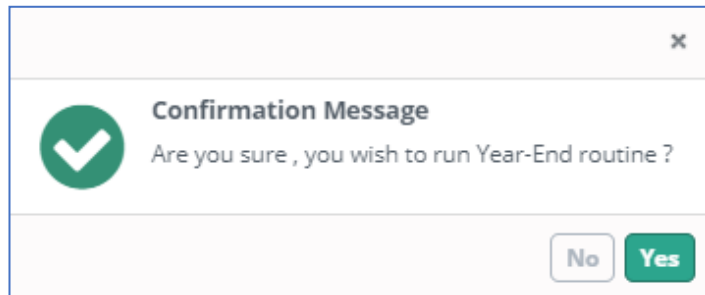 ×
Confirmation Message
Are you sure , you wish to run Year-End routine ?
No Yes